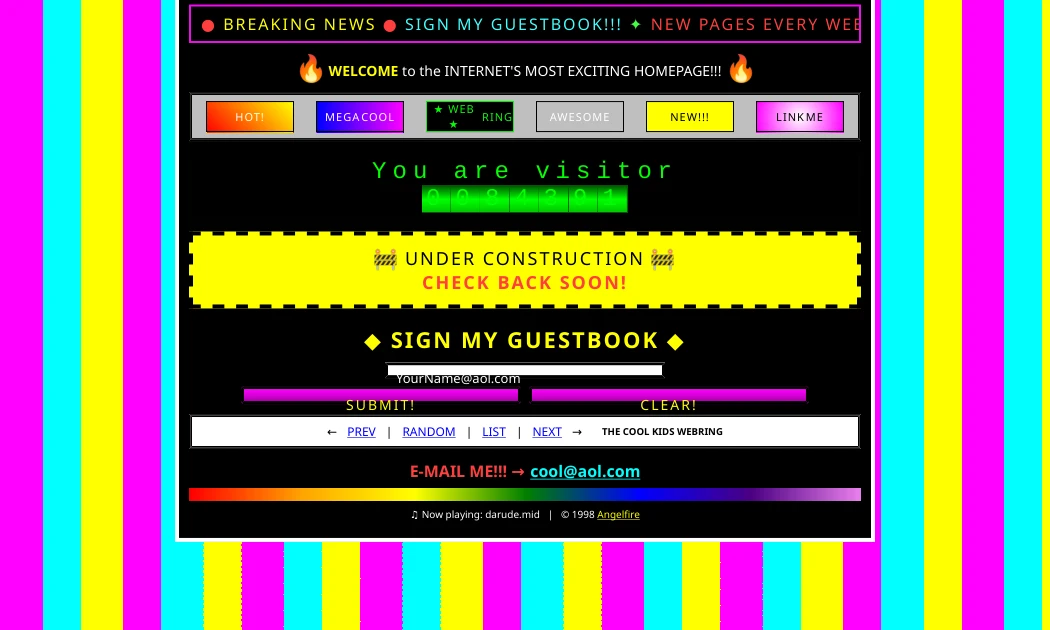 ● BREAKING NEWS ● SIGN MY GUESTBOOK!!! ✦ NEW PAGES EVERY WEE
🔥 WELCOME to the INTERNET'S MOST EXCITING HOMEPAGE!!! 🔥
HOT! MEGACOOL ★ WEB ★ RING AWESOME NEW!!! LINKME
You are visitor
0084391
🚧 UNDER CONSTRUCTION 🚧
CHECK BACK SOON!
◆ SIGN MY GUESTBOOK ◆
YourName@aol.com
SUBMIT! CLEAR!
← PREV | RANDOM | LIST | NEXT → THE COOL KIDS WEBRING
E-MAIL ME!!! → cool@aol.com
♫ Now playing: darude.mid | © 1998 Angelfire